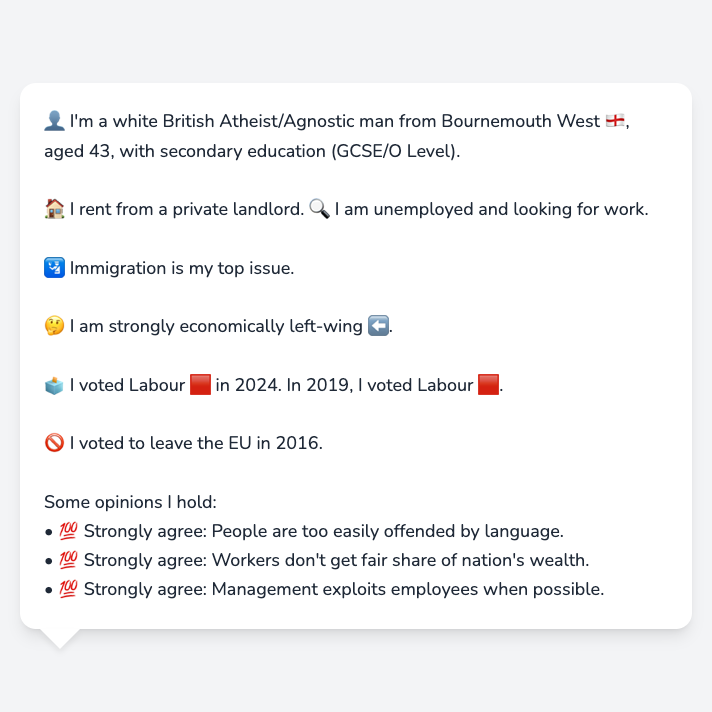 👤 I'm a white British Atheist/Agnostic man from Bournemouth West 🏴󠁧󠁢󠁥󠁮󠁧󠁿,
aged 43, with secondary education (GCSE/O Level).
🏠 I rent from a private landlord. 🔍 I am unemployed and looking for work.
🛂 Immigration is my top issue.
🤔 I am strongly economically left-wing ⬅️.
🗳️ I voted Labour 🟥 in 2024. In 2019, I voted Labour 🟥.
🚫 I voted to leave the EU in 2016.
Some opinions I hold:
• 💯 Strongly agree: People are too easily offended by language.
• 💯 Strongly agree: Workers don't get fair share of nation's wealth.
• 💯 Strongly agree: Management exploits employees when possible.